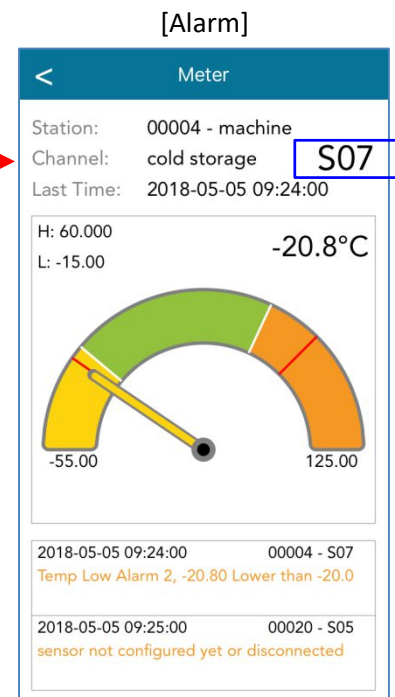 [Alarm]
< Meter
Station: 00004 - machine
Channel: cold storage S07
Last Time: 2018-05-05 09:24:00
H: 60.000
-20.8°C
L: -15.00
-55.00 125.00
2018-05-05 09:24:00 00004 - S07
Temp Low Alarm 2, -20.80 Lower than -20.0
2018-05-05 09:25:00 00020 - S05
sensor not configured yet or disconnected